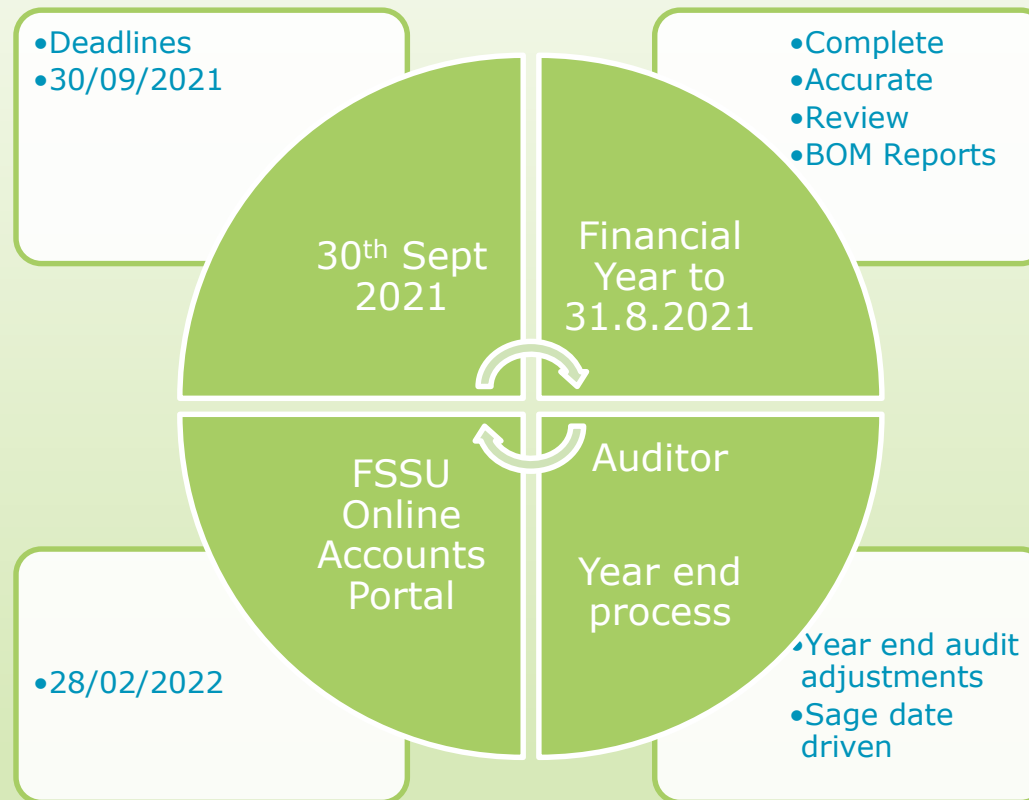 •Deadlines
•30/09/2021
30th Sept
2021
•Complete
•Accurate
•Review
•BOM Reports
Financial
Year to
31.8.2021
FSSU
Online
Accounts
Portal
•28/02/2022
Auditor
Year end
process
•Year end audit
adjustments
•Sage date
driven